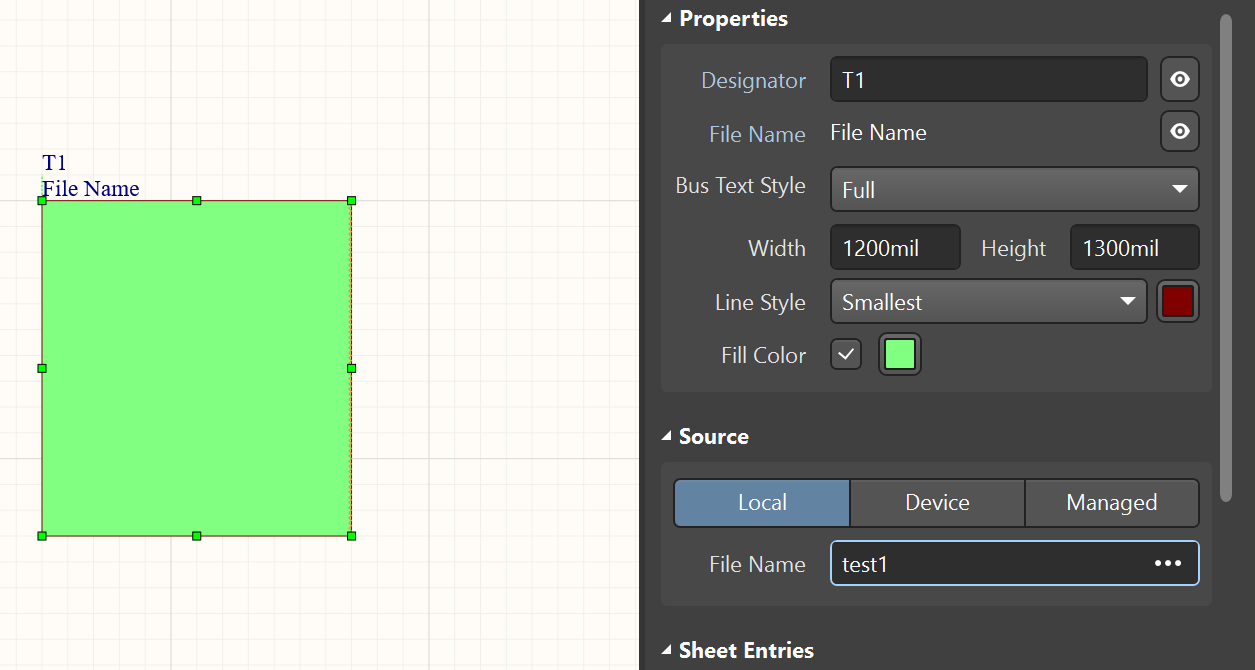 T1
File Name
Properties
Designator T1
File Name File Name
Bus Text Style Full
Width 1200mil Height 1300mil
Line Style Smallest
Fill Color
Source
Local Device Managed
File Name test1 •••
Sheet Entries